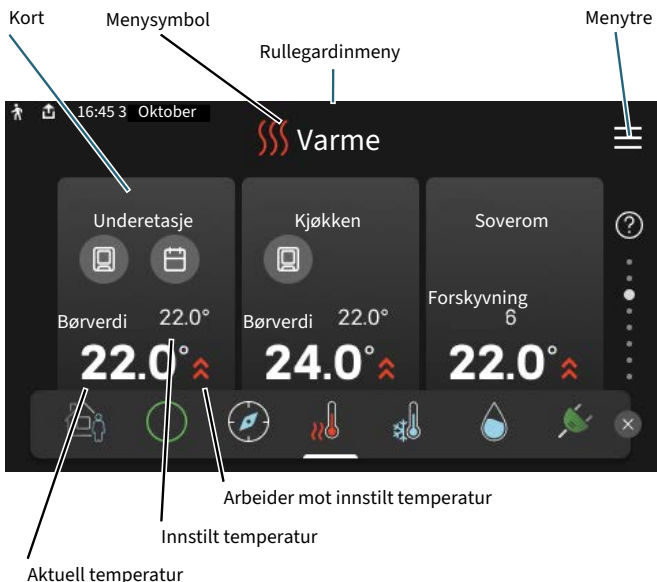 Kort Menysymbol Menytre
Rullegardinmeny
16:45 3 Oktober
Varme
Underetasje Kjøkken Soverom
?
Forskyvning
Børverdi 22.0° Børverdi 22.0° 6
22.0° 24.0° 22.0°
Arbeider mot innstilt temperatur
Innstilt temperatur
Aktuell temperatur